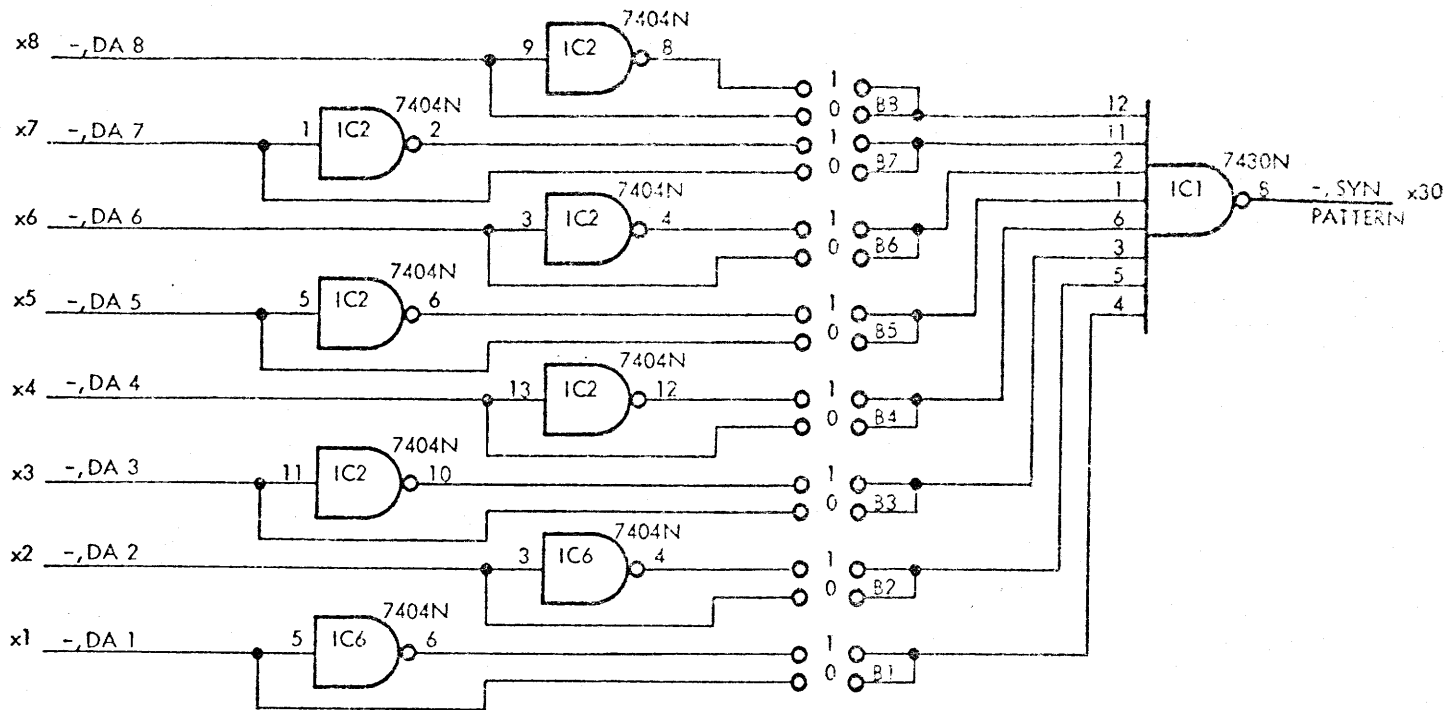 7404N
x8 -,DA 8 9 IC2 8
1
0 B8
12
7404N
x7 -,DA 7 1 IC2 2
1
0 B7
11
7404N
x6 -,DA 6 3 IC2 4
1
0 B6
2
1
6
3
5
4
7430N
IC1 8 -, SYN x30
PATTERN
7404N
x5 -,DA 5 5 IC2 6
1
0 B5
7404N
x4 -,DA 4 13 IC2 12
1
0 B4
7404N
x3 -,DA 3 11 IC2 10
1
0 B3
7404N
x2 -,DA 2 3 IC6 4
1
0 B2
7404N
x1 -,DA 1 5 IC6 6
1
0 B1